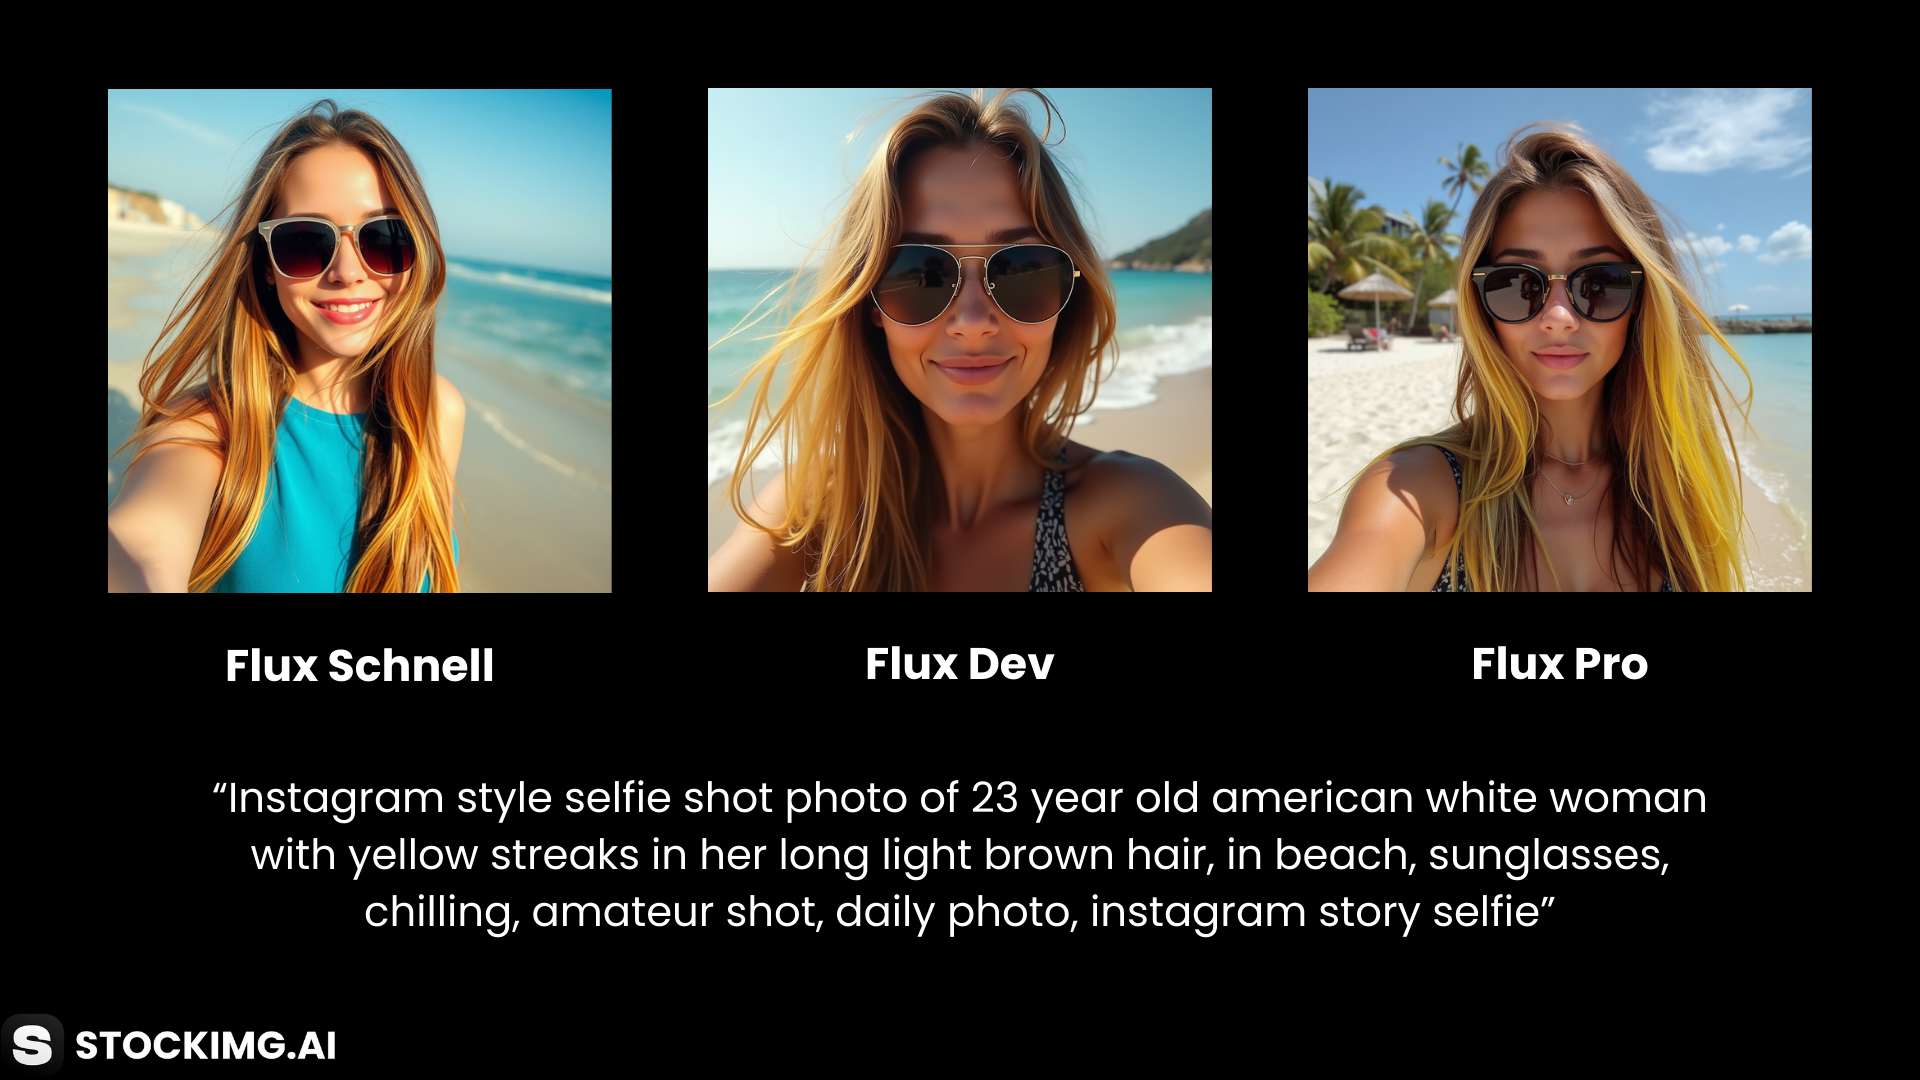 Flux Schnell
Flux Dev
Flux Pro
“Instagram style selfie shot photo of 23 year old american white woman
with yellow streaks in her long light brown hair, in beach, sunglasses,
chilling, amateur shot, daily photo, instagram story selfie”
S STOCKIMG.AI